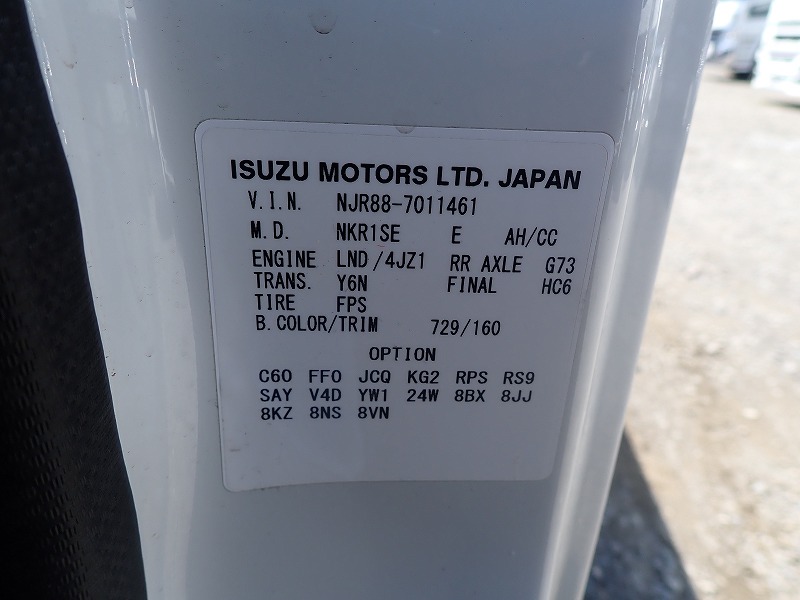 ISUZU MOTORS LTD. JAPAN
V.I.N. NJR88-7011461
M.D. NKR1SE E AH/CC
ENGINE LND/4JZ1 RR AXLE G73
TRANS. Y6N FINAL HC6
TIRE FPS
B.COLOR/TRIM 729/160
OPTION
C60 FF0 JCQ KG2 RPS RS9
SAY V4D YW1 24W 8BX 8JJ
8KZ 8NS 8VN